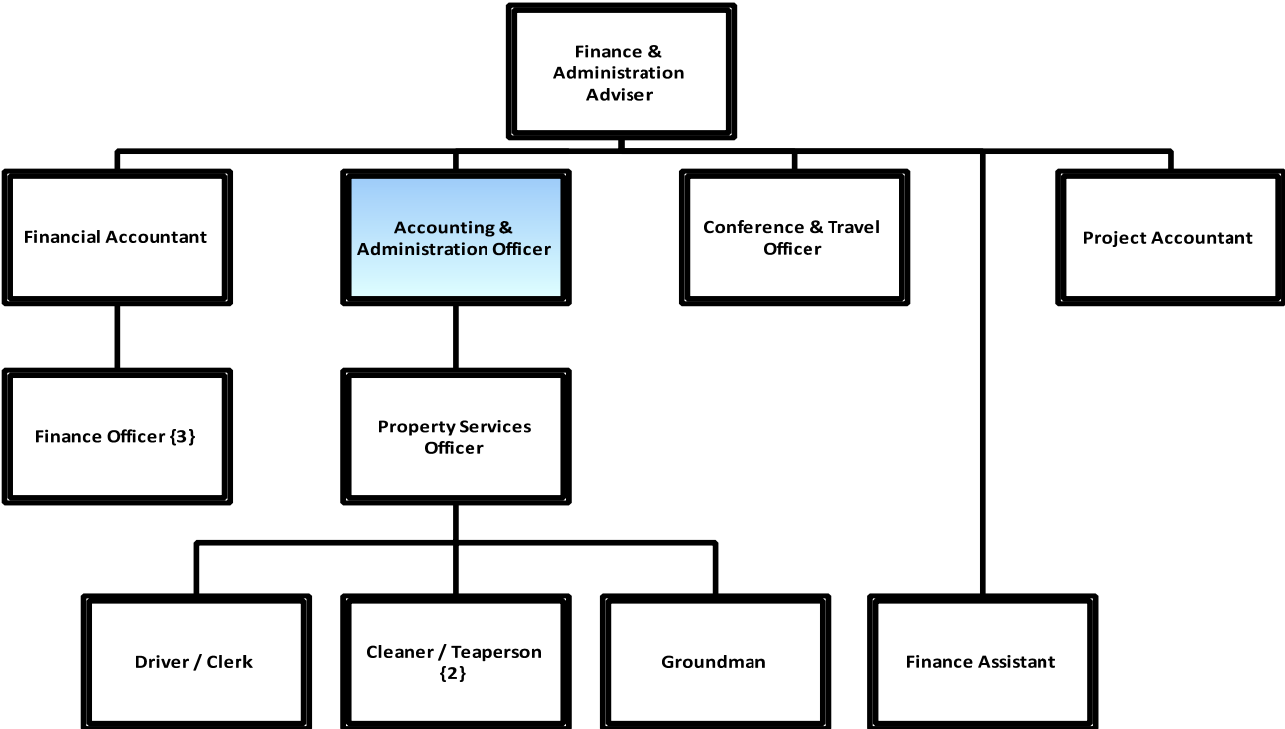 Finance &
Administration
Adviser
Financial Accountant
Accounting &
Administration Officer
Conference & Travel
Officer
Project Accountant
Finance Officer {3}
Property Services
Officer
Driver / Clerk
Cleaner / Teaperson
{2}
Groundman
Finance Assistant